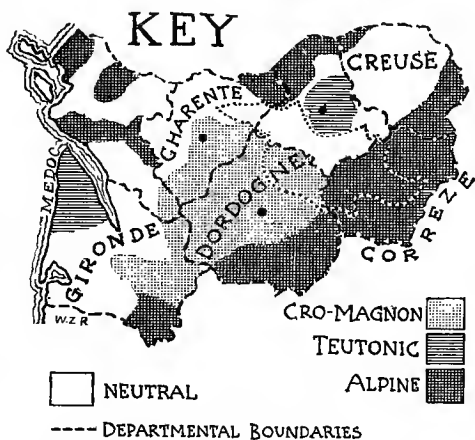 KEY
CREUSE
CHARENTE
MEDOC
DORDOGNE
GIRONDE
CORREZE
W.Z.R
CRO-MAGNON
TEUTONIC
ALPINE
NEUTRAL
DEPARTMENTAL BOUNDARIES